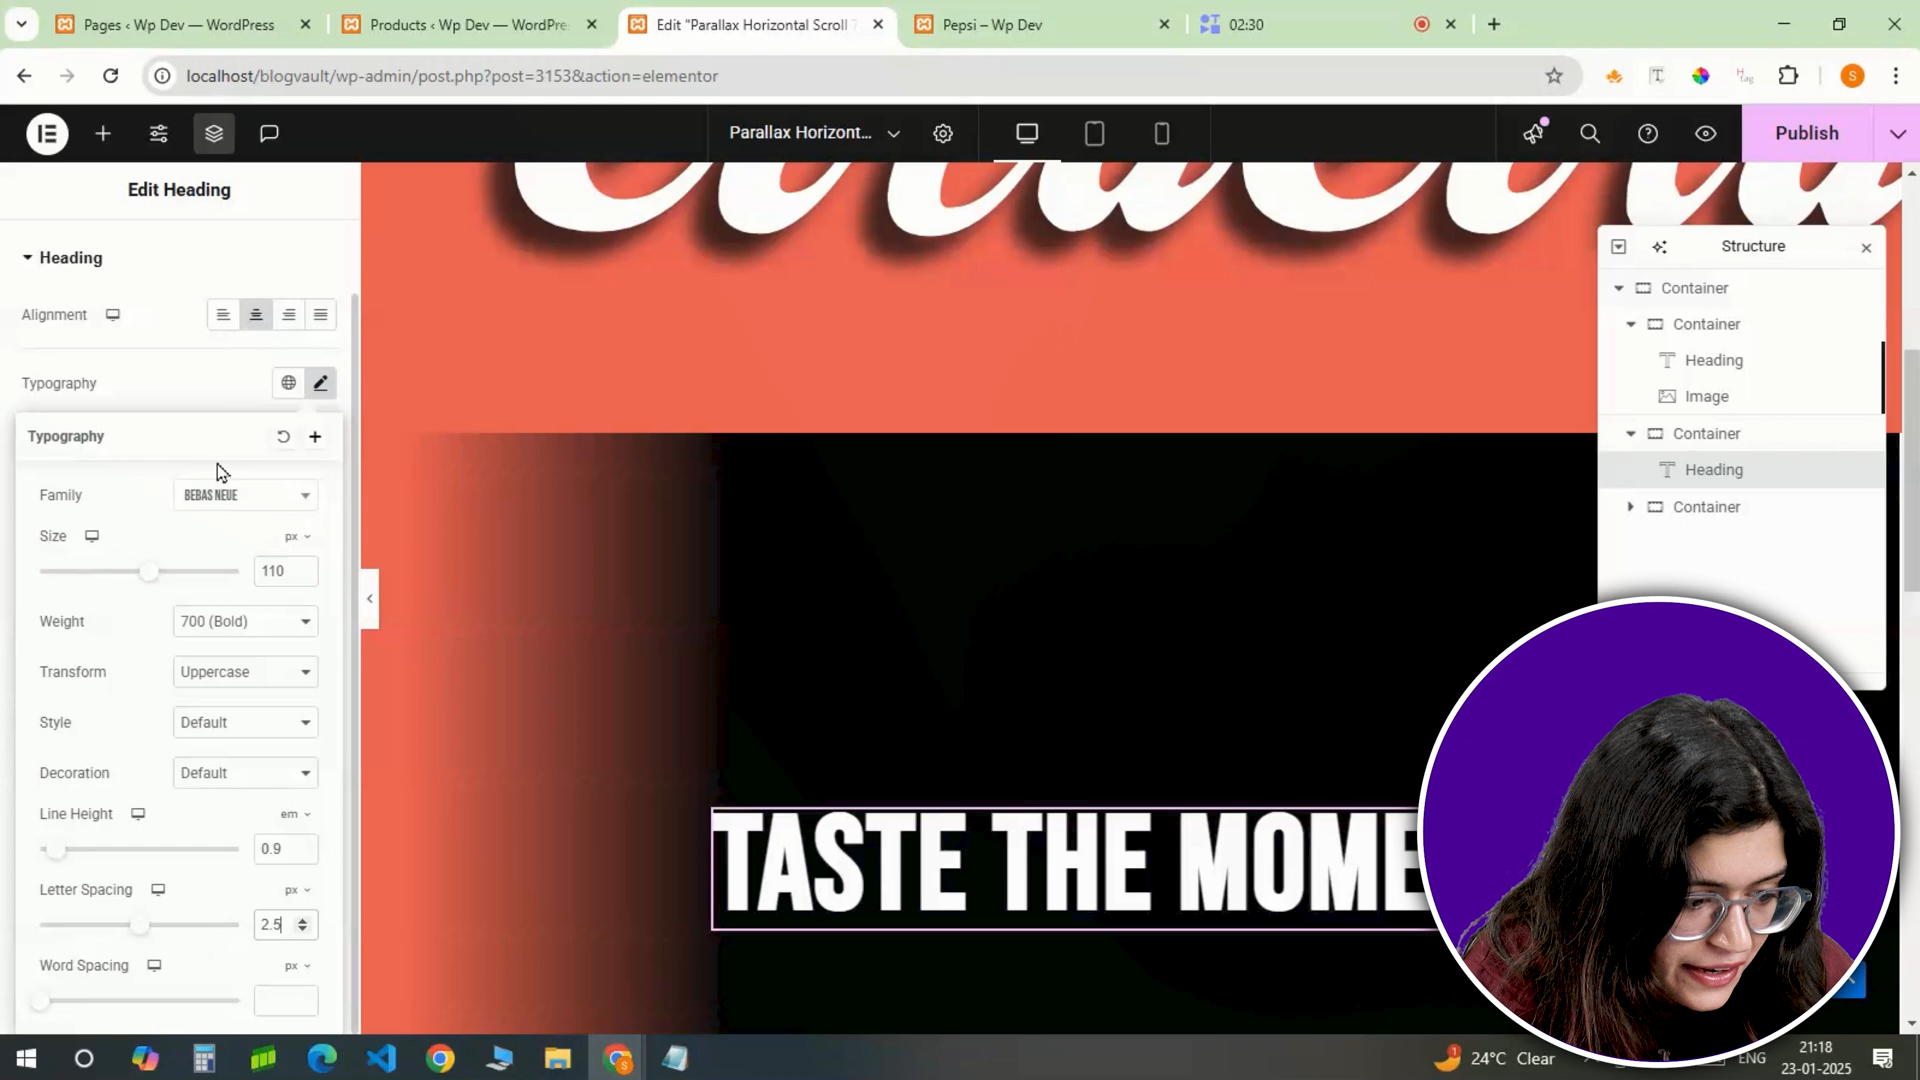 Pages ‹ Wp Dev — WordPress
Products ‹ Wp Dev — WordPre
Edit "Parallax Horizontal Scroll
Pepsi – Wp Dev
02:30
localhost/blogvault/wp-admin/post.php?post=3153&action=elementor
S
Parallax Horizont...
Publish
Edit Heading
Heading
Alignment
Typography
Typography
Family
BEBAS NEUE
Size
px
110
Weight
700 (Bold)
Transform
Uppercase
Style
Default
Decoration
Default
Line Height
em
0.9
Letter Spacing
px
2.5
Word Spacing
px
Structure
Container
Container
Heading
Image
Container
Heading
Container
TASTE THE MOME
24°C Clear
ENG
21:18
23-01-2025